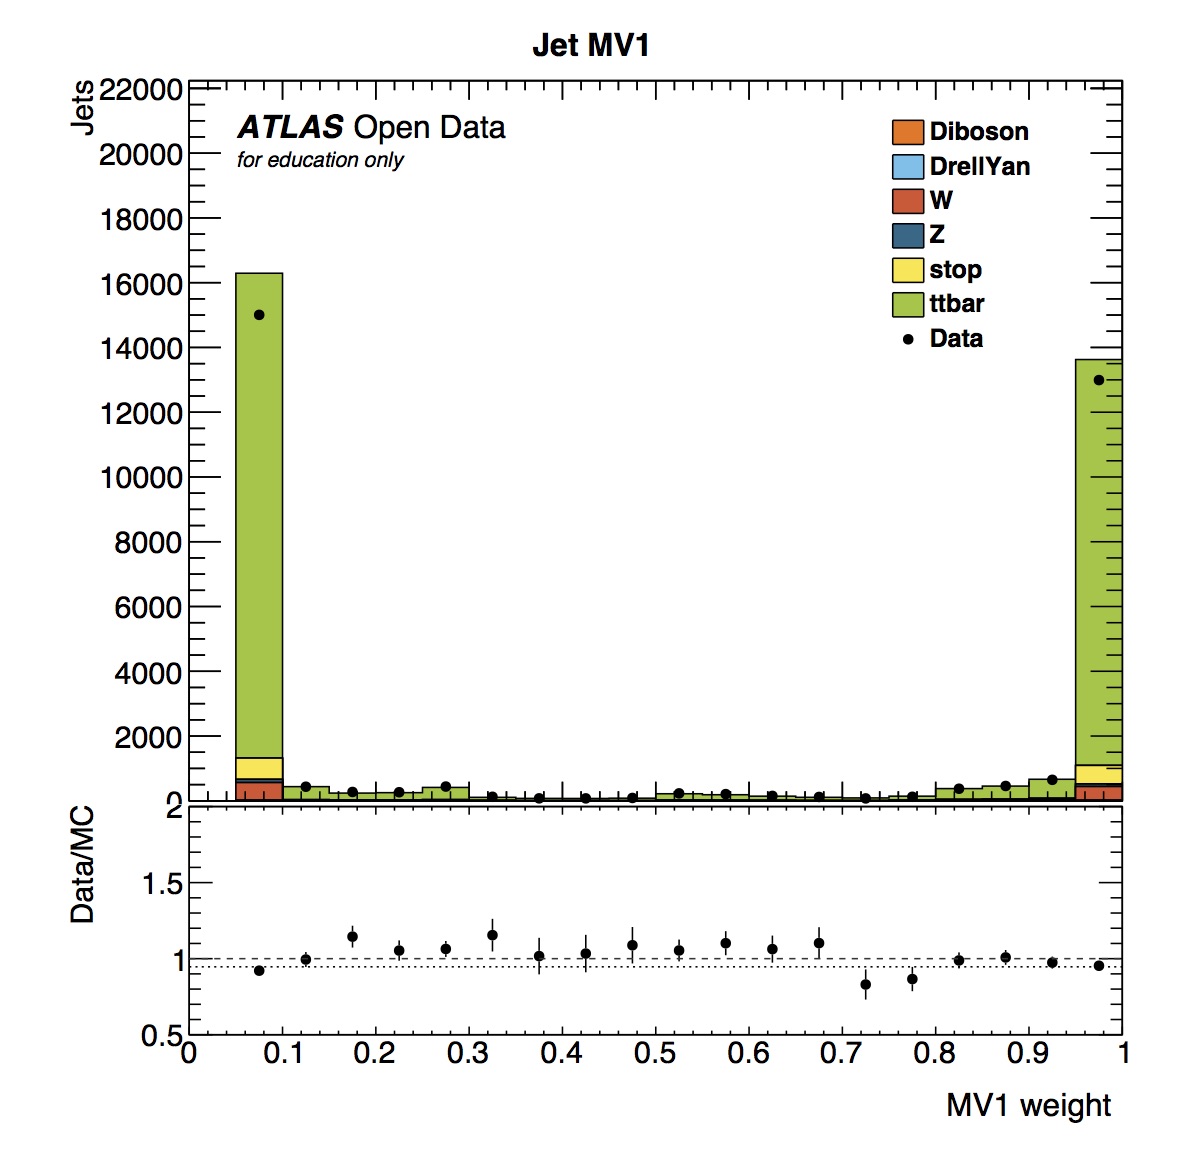 Jet MV1
Jets
22000
20000
18000
16000
14000
12000
10000
8000
6000
4000
2000
0
ATLAS Open Data
for education only
Diboson
DrellYan
W
Z
stop
ttbar
Data
Data/MC
2
1.5
1
0.5
0 0.1 0.2 0.3 0.4 0.5 0.6 0.7 0.8 0.9 1
MV1 weight